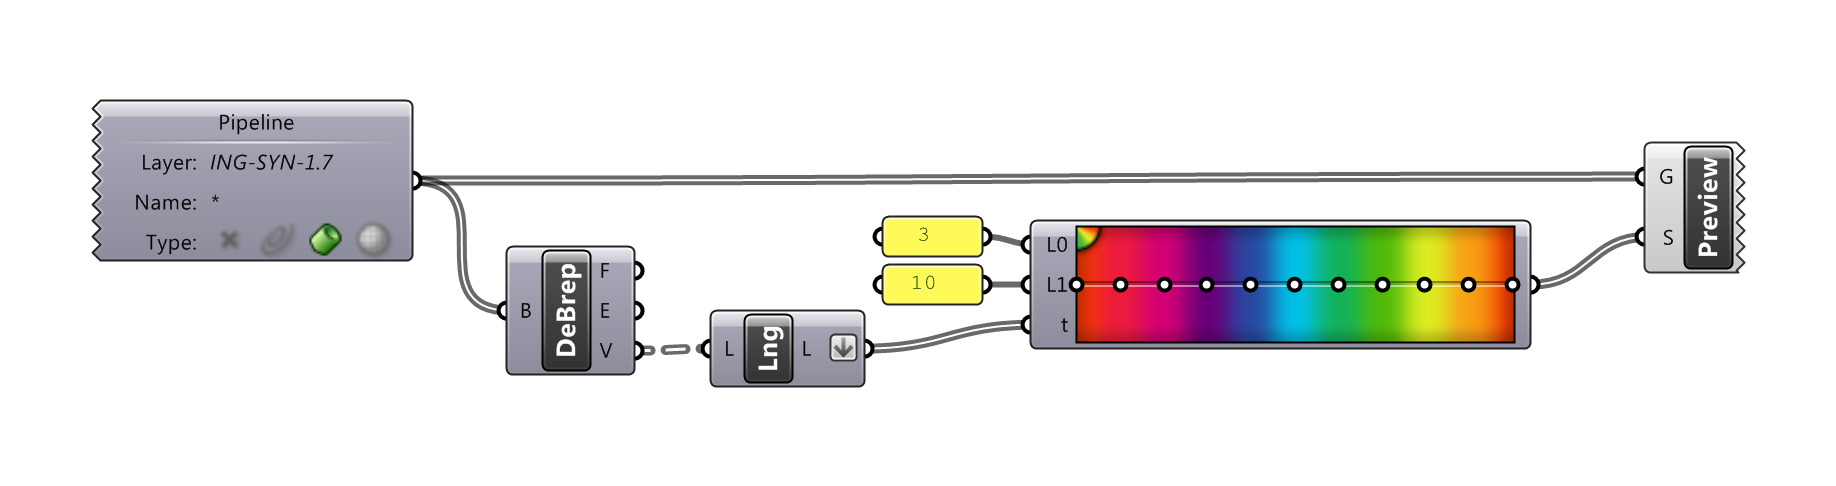 Pipeline
Layer: ING-SYN-1.7
Name: *
Type:
B
DeBrep
F
E
V
L
Lng
L
3
10
L0
L1
t
G
S
Preview